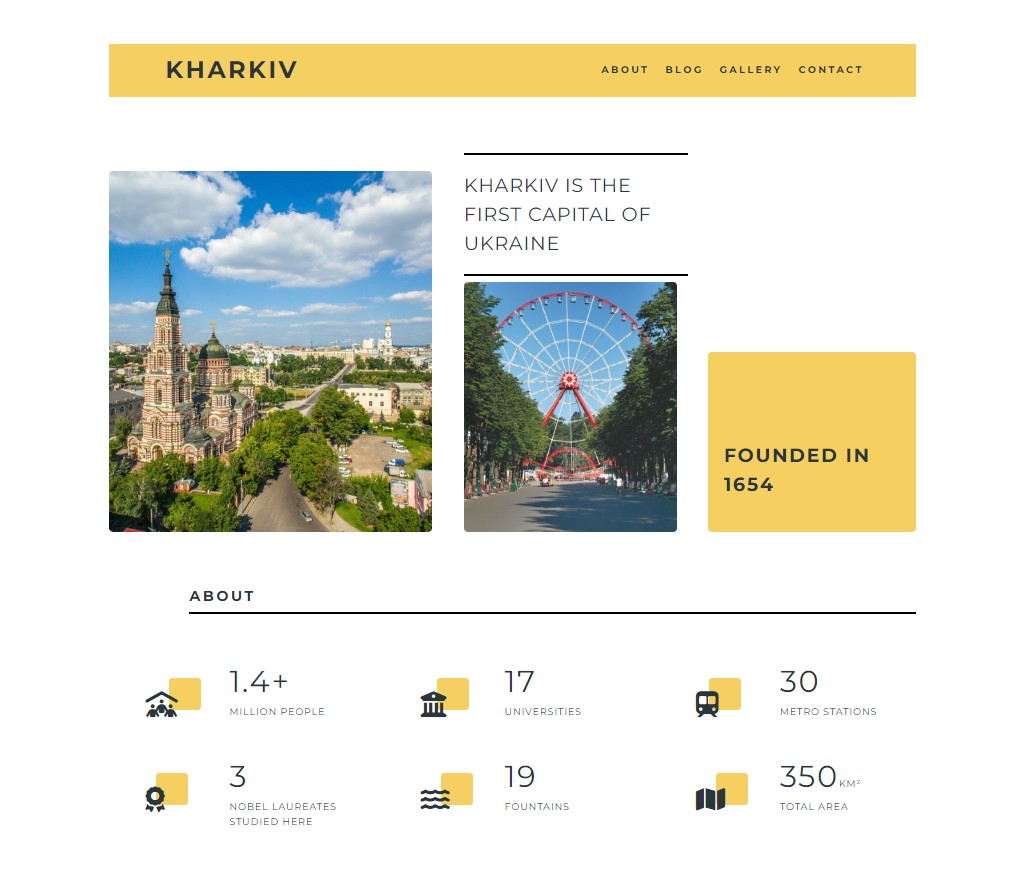 KHARKIV
ABOUT BLOG GALLERY CONTACT
KHARKIV IS THE
FIRST CAPITAL OF
UKRAINE
FOUNDED IN
1654
ABOUT
1.4+
MILLION PEOPLE
17
UNIVERSITIES
30
METRO STATIONS
3
NOBEL LAUREATES
STUDIED HERE
19
FOUNTAINS
350 KM²
TOTAL AREA